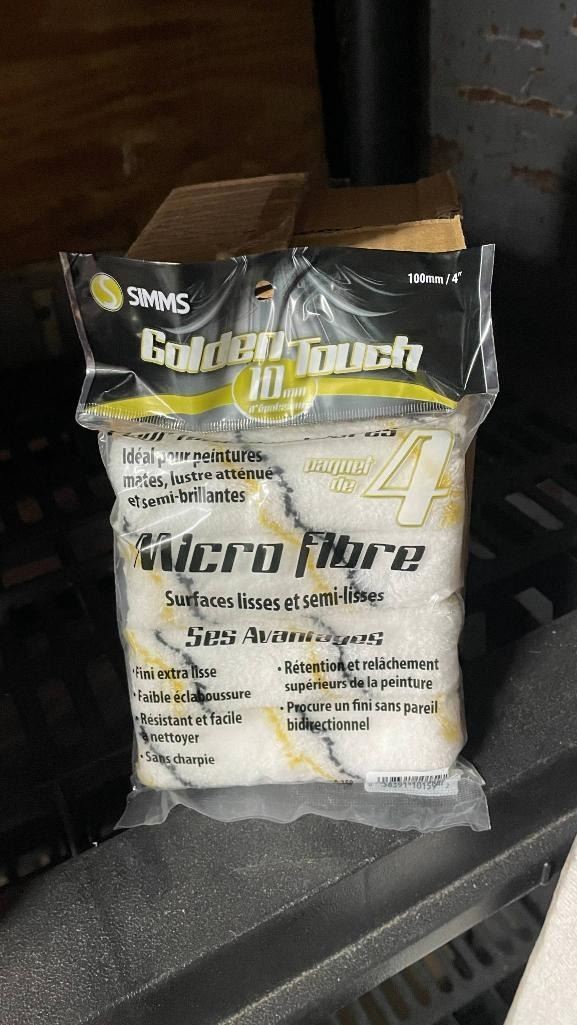 SIMMS
100mm / 4"
Golden Touch
10 mm
d'épaisseur
Idéal pour peintures
mates, lustre atténué
et semi-brillantes
paquet
de
4
Micro fibre
Surfaces lisses et semi-lisses
Ses Avantages
• Fini extra lisse
• Faible éclaboussure
• Résistant et facile
à nettoyer
• Sans charpie
• Rétention et relâchement
supérieurs de la peinture
• Procure un fini sans pareil
bidirectionnel